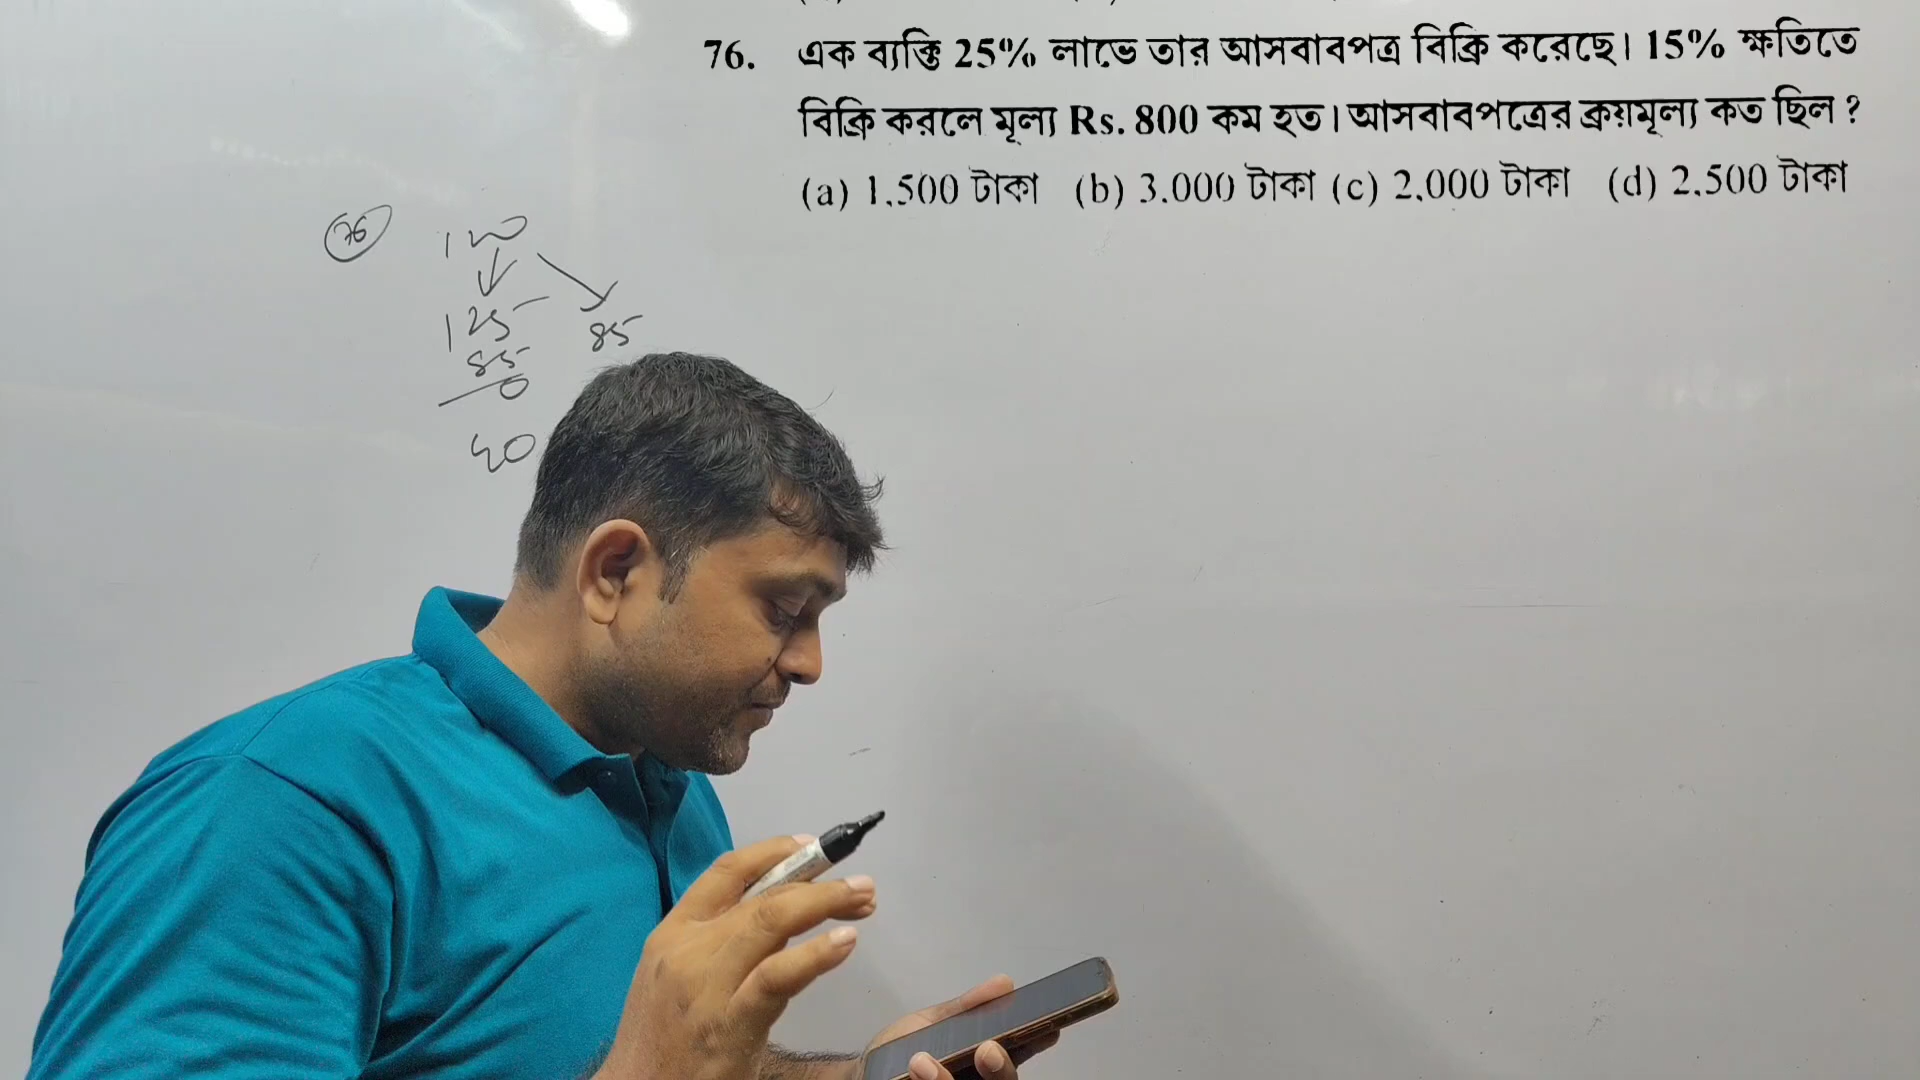 76. এক ব্যক্তি 25% লাভে তার আসবাবপত্র বিক্রি করেছে। 15% ক্ষতিতে
বিক্রি করলে মূল্য Rs. 800 কম হত। আসবাবপত্রের ক্রয়মূল্য কত ছিল ?
(a) 1,500 টাকা (b) 3,000 টাকা (c) 2,000 টাকা (d) 2,500 টাকা
76 100
125 85
85
40